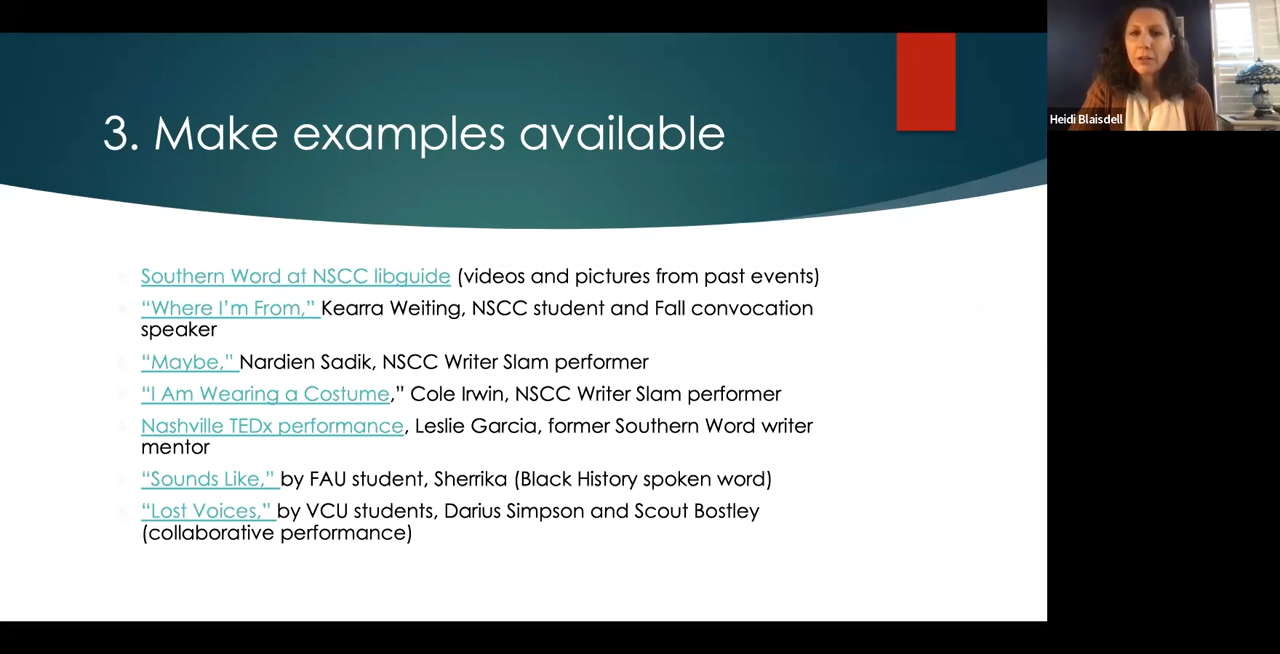 3. Make examples available
Southern Word at NSCC libguide (videos and pictures from past events)
“Where I’m From,” Kearra Weiting, NSCC student and Fall convocation
speaker
“Maybe,” Nardien Sadik, NSCC Writer Slam performer
“I Am Wearing a Costume,” Cole Irwin, NSCC Writer Slam performer
Nashville TEDx performance, Leslie Garcia, former Southern Word writer
mentor
“Sounds Like,” by FAU student, Sherrika (Black History spoken word)
“Lost Voices,” by VCU students, Darius Simpson and Scout Bostley
(collaborative performance)
Heidi Blaisdell